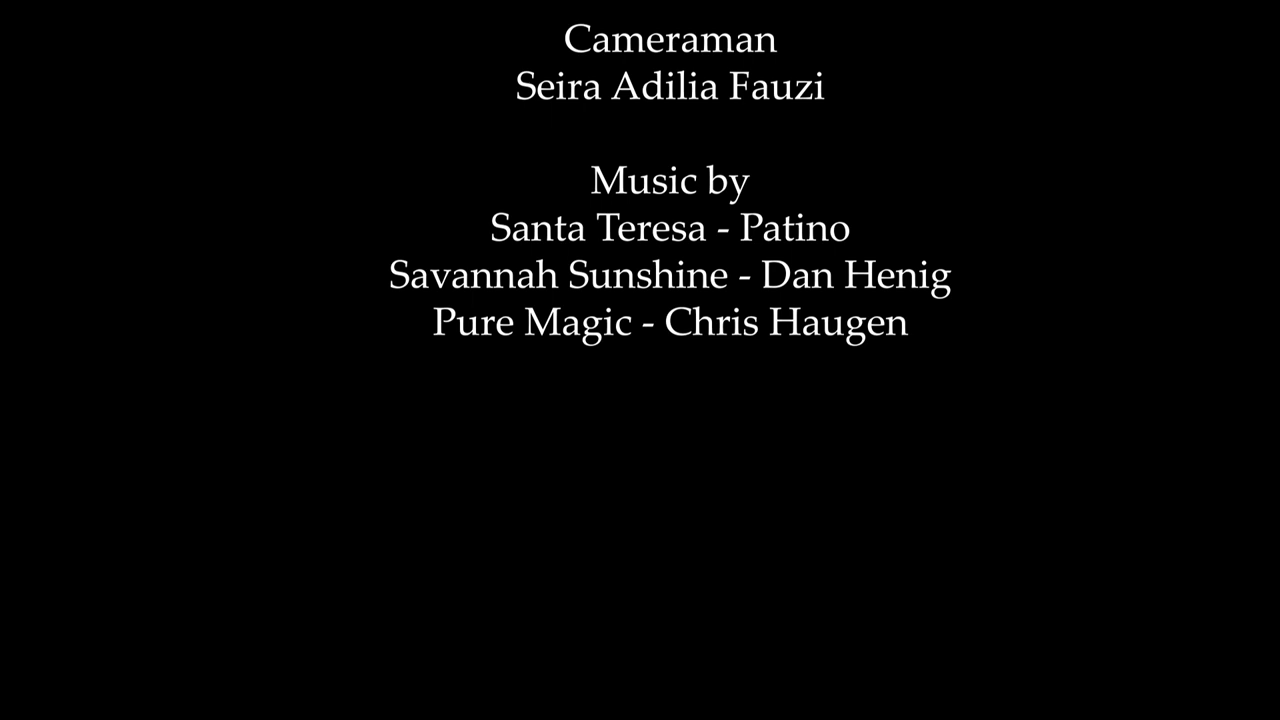 Cameraman
Seira Adilia Fauzi
Music by
Santa Teresa - Patino
Savannah Sunshine - Dan Henig
Pure Magic - Chris Haugen